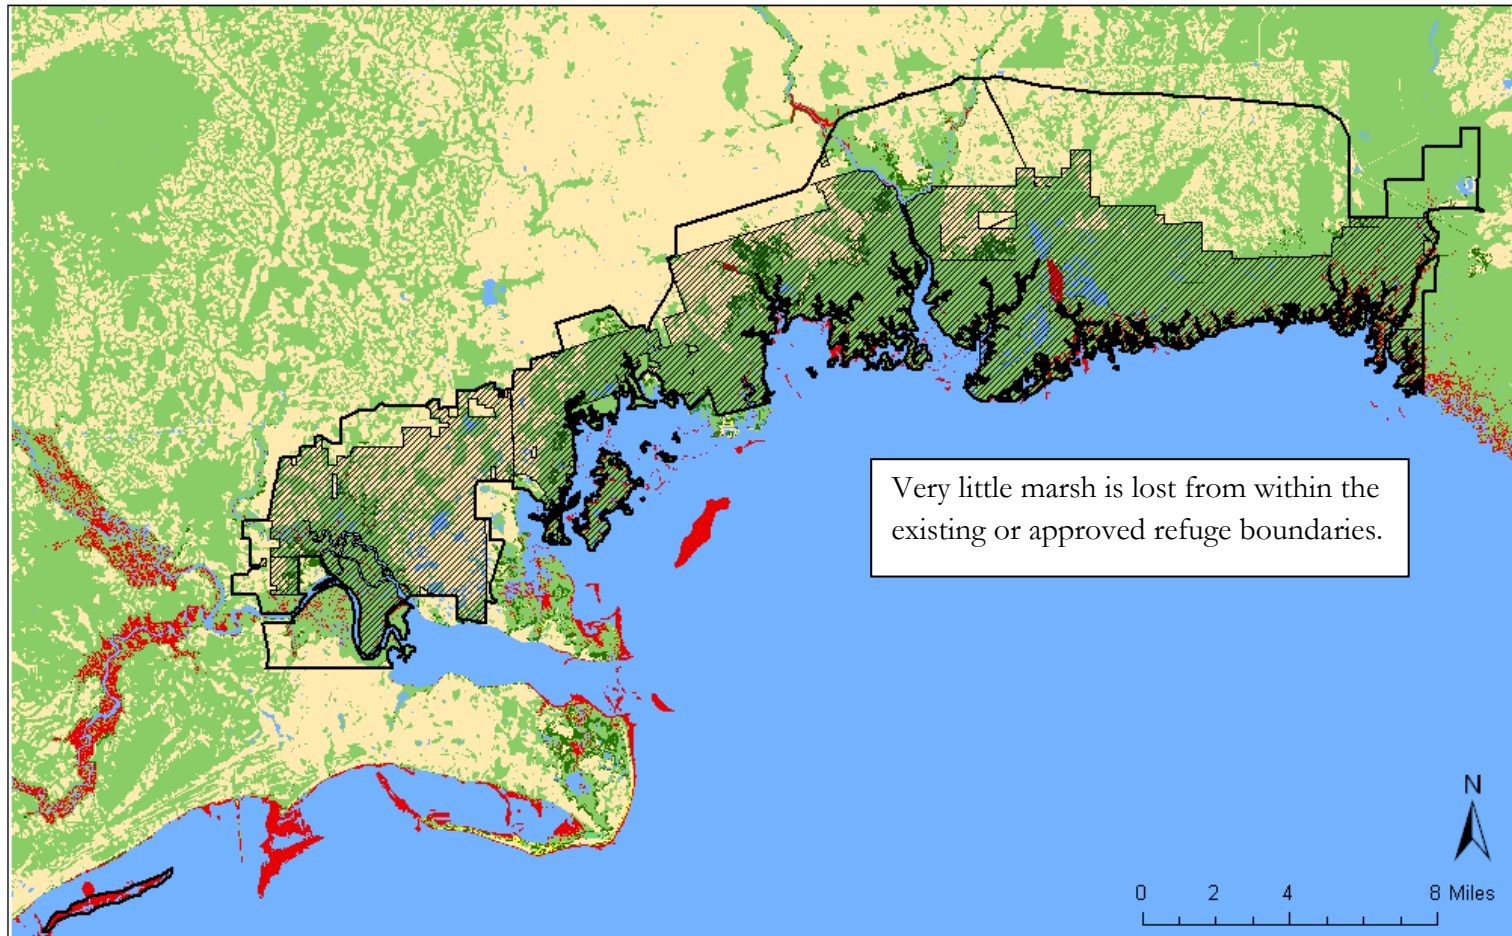 Very little marsh is lost from within the
existing or approved refuge boundaries.
N
0 2 4 8 Miles